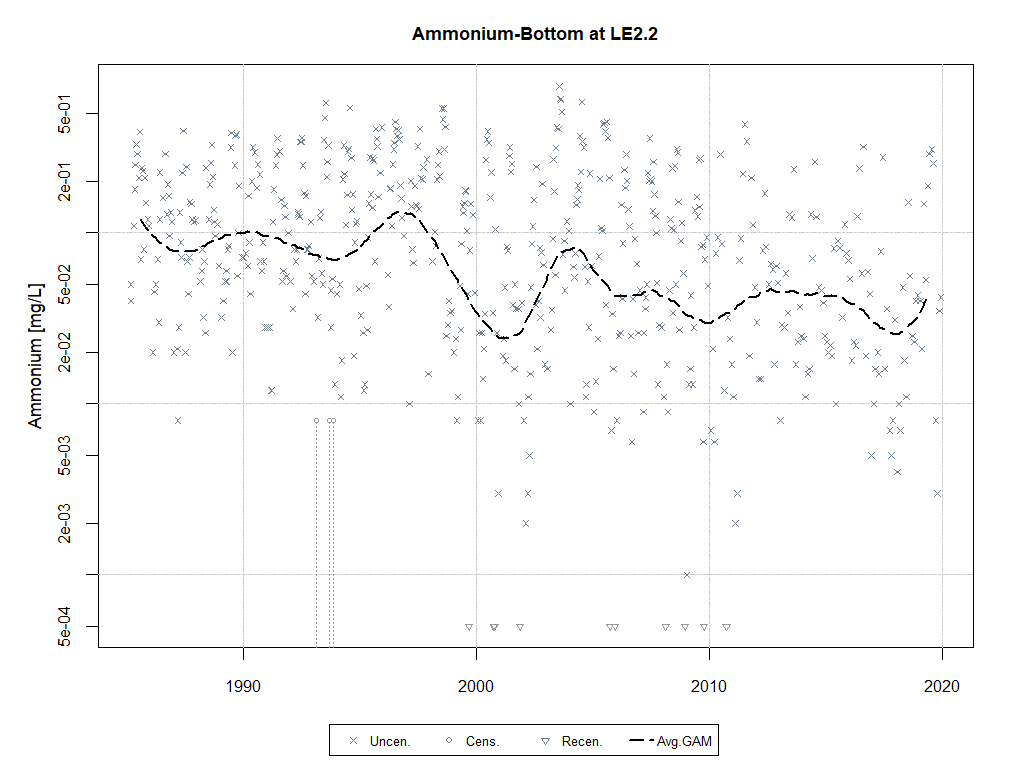 Ammonium-Bottom at LE2.2
Ammonium [mg/L]
5e-01
2e-01
5e-02
2e-02
5e-03
2e-03
5e-04
1990 2000 2010 2020
Uncen. Cens. Recen. Avg.GAM